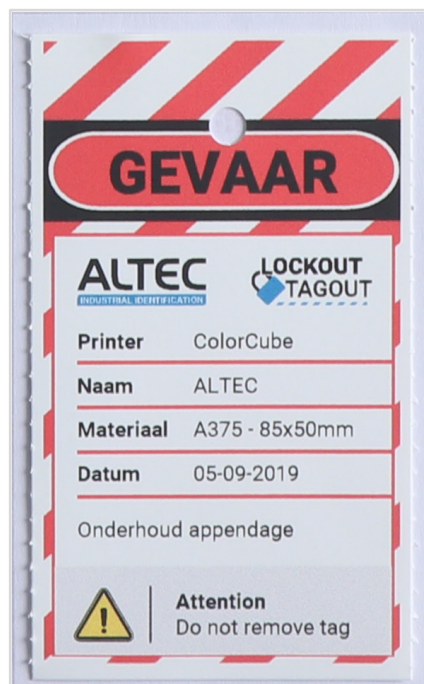 GEVAAR
ALTEC
INDUSTRIAL IDENTIFICATION
LOCKOUT
TAGOUT
Printer ColorCube
Naam ALTEC
Materiaal A375 - 85x50mm
Datum 05-09-2019
Onderhoud appendage
Attention
Do not remove tag